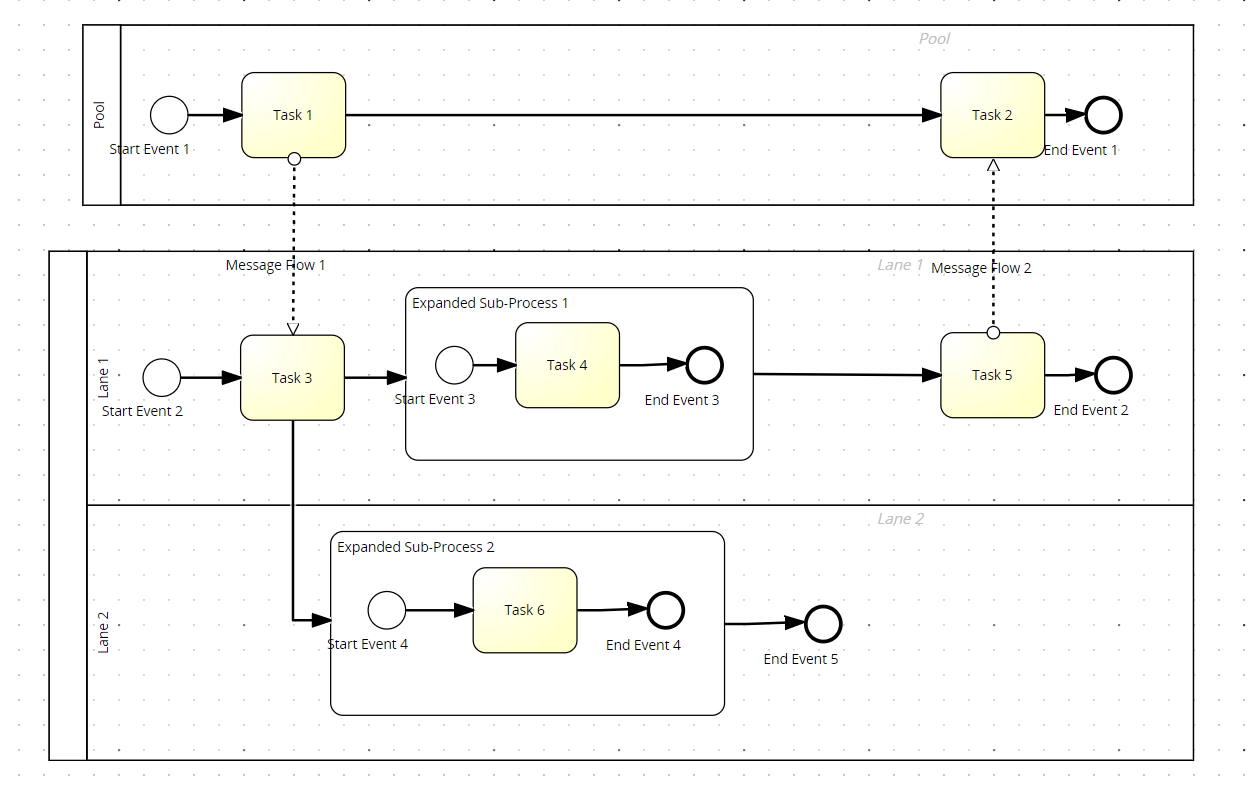 Pool
Pool
Task 1
Task 2
Start Event 1
End Event 1
Message Flow 1
Lane 1
Message Flow 2
Expanded Sub-Process 1
Lane 1
Task 3
Task 4
Task 5
Start Event 2
Start Event 3
End Event 3
End Event 2
Lane 2
Expanded Sub-Process 2
Lane 2
Task 6
Start Event 4
End Event 4
End Event 5